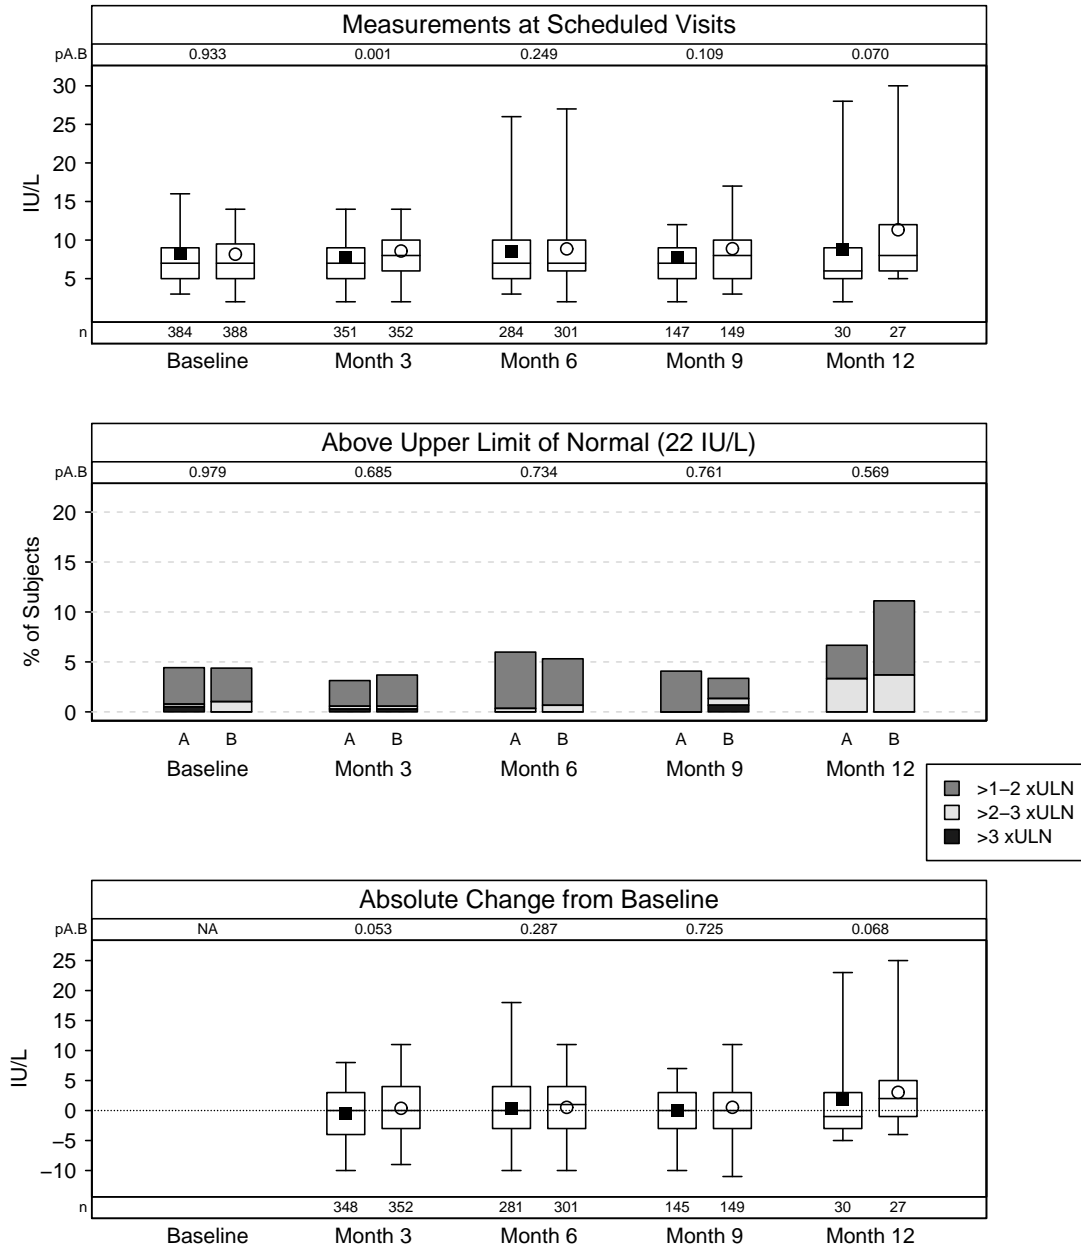 Measurements at Scheduled Visits
pA.B 0.933 0.001 0.249 0.109 0.070
30
25
20
15
10
5
IU/L
n 384 388 351 352 284 301 147 149 30 27
Baseline Month 3 Month 6 Month 9 Month 12
Above Upper Limit of Normal (22 IU/L)
pA.B 0.979 0.685 0.734 0.761 0.569
20
15
10
5
0
% of Subjects
A B A B A B A B A B
Baseline Month 3 Month 6 Month 9 Month 12
>1–2 xULN
>2–3 xULN
>3 xULN
Absolute Change from Baseline
pA.B NA 0.053 0.287 0.725 0.068
25
20
15
10
5
0
−5
−10
IU/L
n 348 352 281 301 145 149 30 27
Baseline Month 3 Month 6 Month 9 Month 12